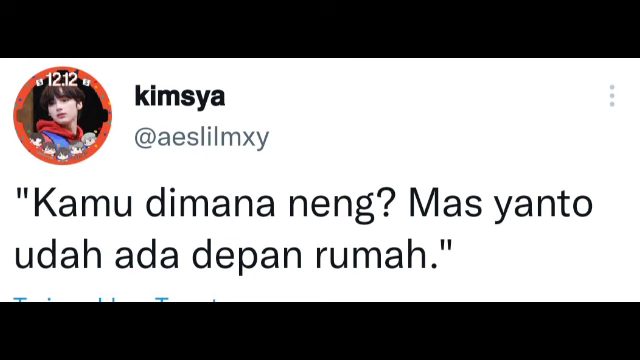 12.12
kimsya
@aeslilmxy
"Kamu dimana neng? Mas yanto
udah ada depan rumah."